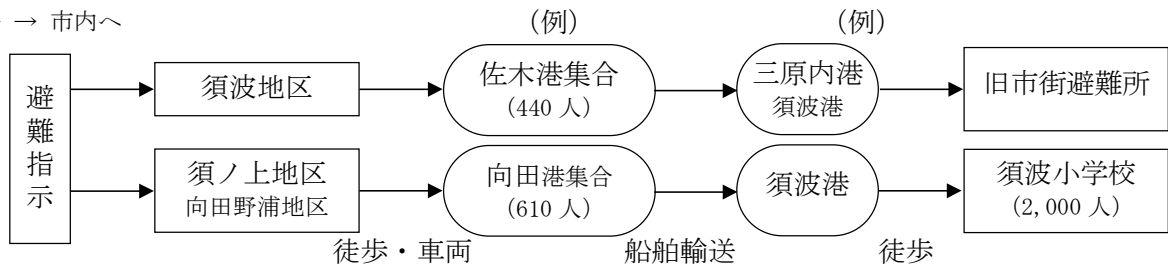 → 市内へ
(例)
(例)
避難指示
須波地区
佐木港集合
(440 人)
三原内港
須波港
旧市街避難所
須ノ上地区
向田野浦地区
向田港集合
(610 人)
須波港
須波小学校
(2,000 人)
徒歩・車両
船舶輸送
徒歩